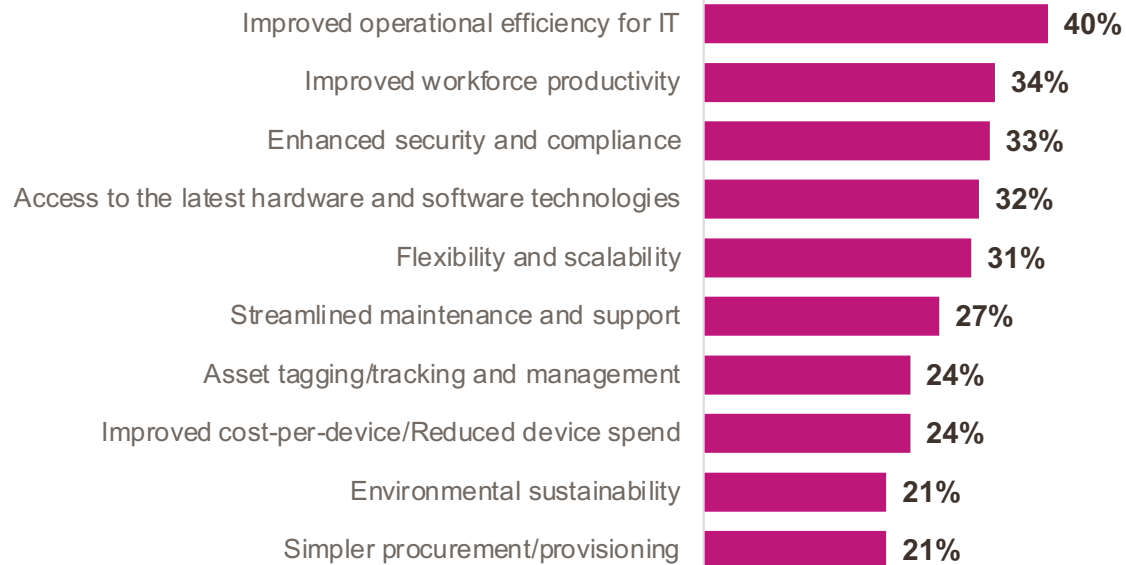 Improved operational efficiency for IT 40%
Improved workforce productivity 34%
Enhanced security and compliance 33%
Access to the latest hardware and software technologies 32%
Flexibility and scalability 31%
Streamlined maintenance and support 27%
Asset tagging/tracking and management 24%
Improved cost-per-device/Reduced device spend 24%
Environmental sustainability 21%
Simpler procurement/provisioning 21%